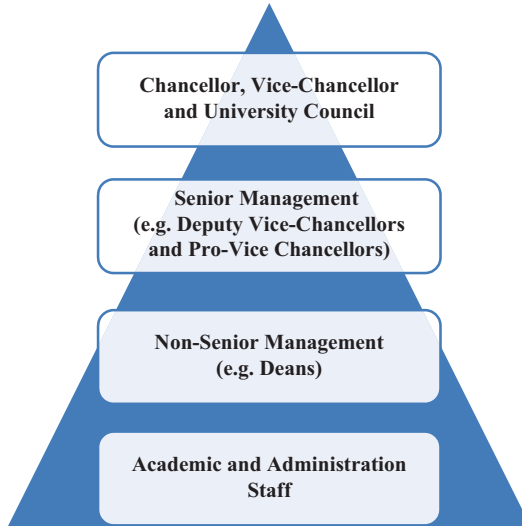 Chancellor, Vice-Chancellor
and University Council
Senior Management
(e.g. Deputy Vice-Chancellors
and Pro-Vice Chancellors)
Non-Senior Management
(e.g. Deans)
Academic and Administration
Staff